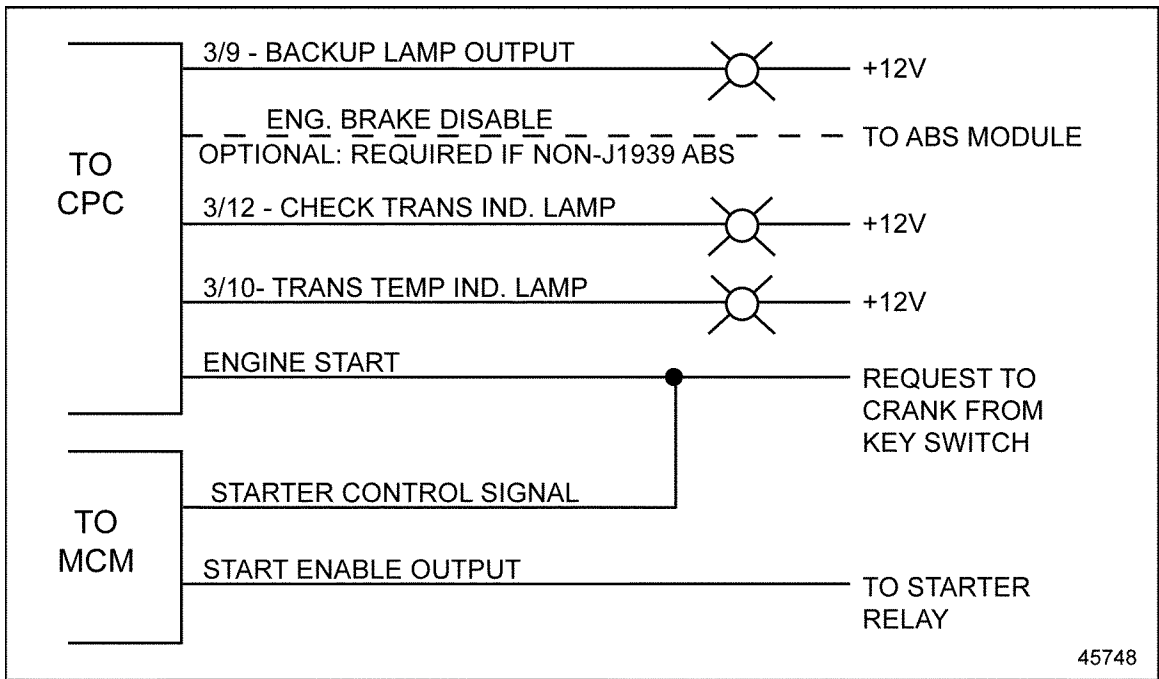 3/9 - BACKUP LAMP OUTPUT
+12V
ENG. BRAKE DISABLE
TO ABS MODULE
OPTIONAL: REQUIRED IF NON-J1939 ABS
TO
CPC
3/12 - CHECK TRANS IND. LAMP
+12V
3/10- TRANS TEMP IND. LAMP
+12V
ENGINE START
REQUEST TO
CRANK FROM
KEY SWITCH
STARTER CONTROL SIGNAL
TO
MCM
START ENABLE OUTPUT
TO STARTER
RELAY
45748